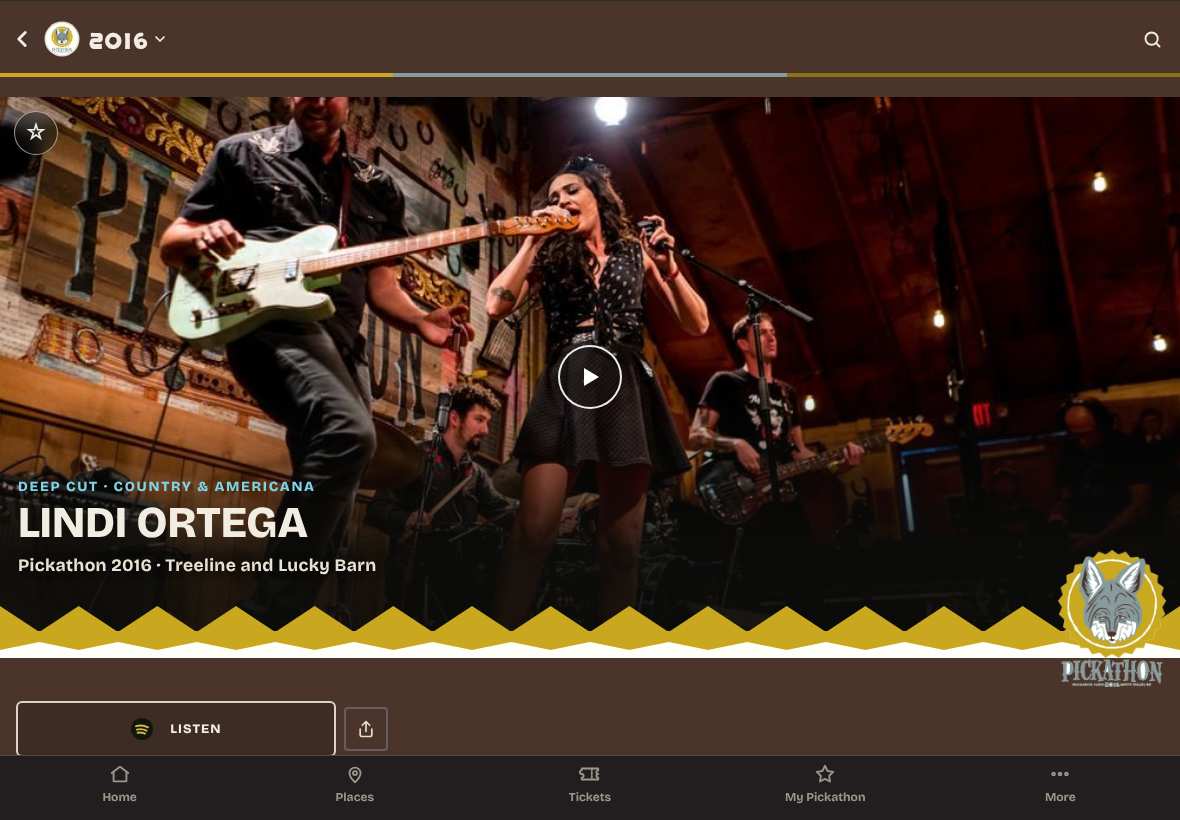 2016
PI
DEEP CUT · COUNTRY & AMERICANA
LINDI ORTEGA
Pickathon 2016 · Treeline and Lucky Barn
PICKATHON
LISTEN
Home
Places
Tickets
My Pickathon
More